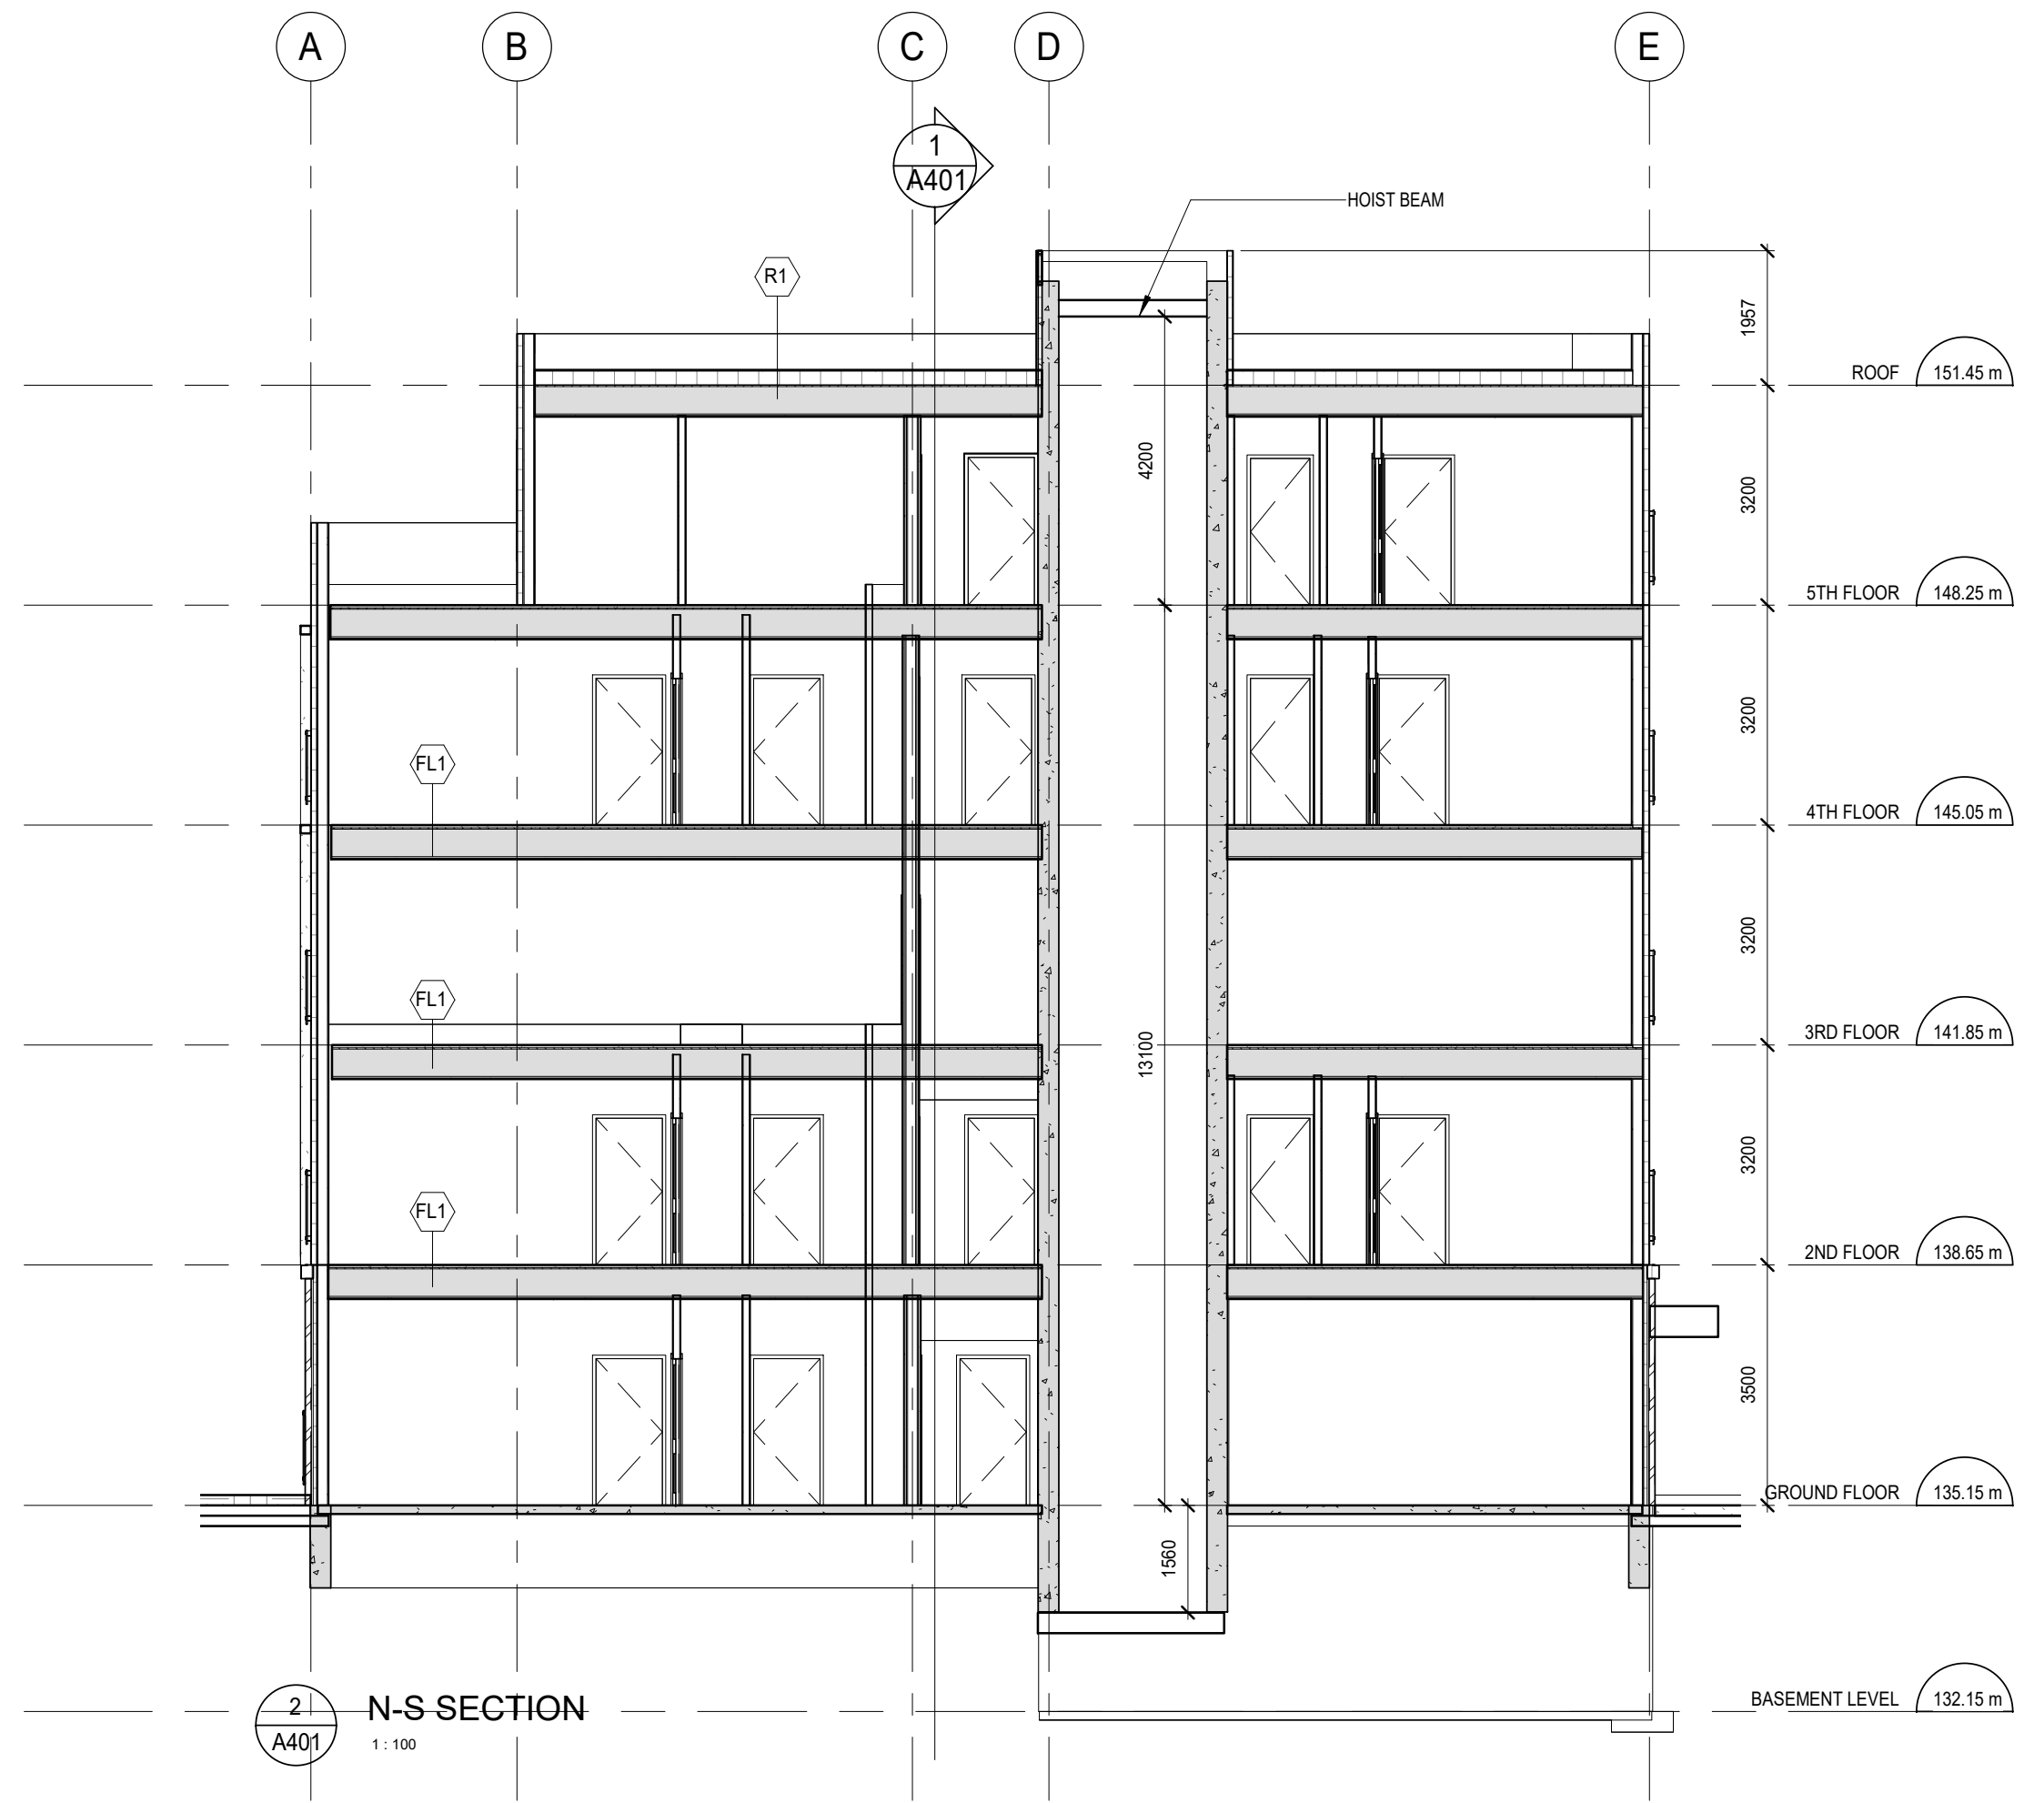 A
B
C
D
E
1
A401
HOIST BEAM
R1
1957
ROOF
151.45 m
4200
3200
5TH FLOOR
148.25 m
3200
FL1
4TH FLOOR
145.05 m
3200
FL1
3RD FLOOR
141.85 m
13100
3200
FL1
2ND FLOOR
138.65 m
3500
GROUND FLOOR
135.15 m
1560
BASEMENT LEVEL
132.15 m
2
A401
N-S SECTION
1 : 100